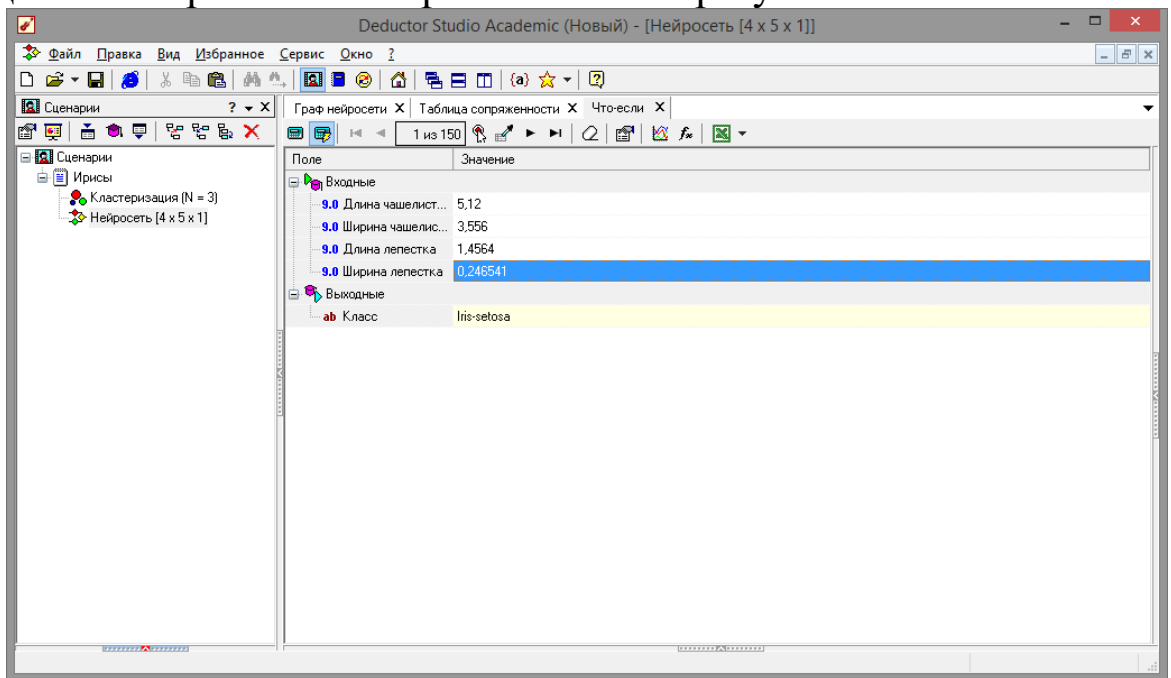 Deductor Studio Academic (Новый) - [Нейросеть [4 x 5 x 1]]
Файл Правка Вид Избранное Сервис Окно ?
Сценарии ? X
Граф нейросети X Таблица сопряженности X Что-если X
1 из 150
Сценарии
Ирисы
Кластеризация (N = 3)
Нейросеть [4 x 5 x 1]
Поле Значение
Входные
9.0 Длина чашелист... 5,12
9.0 Ширина чашелис... 3,556
9.0 Длина лепестка 1,4564
9.0 Ширина лепестка 0,246541
Выходные
ab Класс Iris-setosa